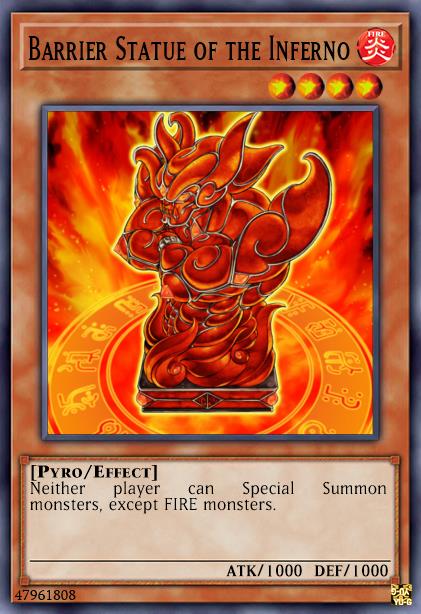 BARRIER STATUE OF THE INFERNO
FIRE
炎
[PYRO/EFFECT]
Neither player can Special Summon
monsters, except FIRE monsters.
ATK/1000 DEF/1000
47961808